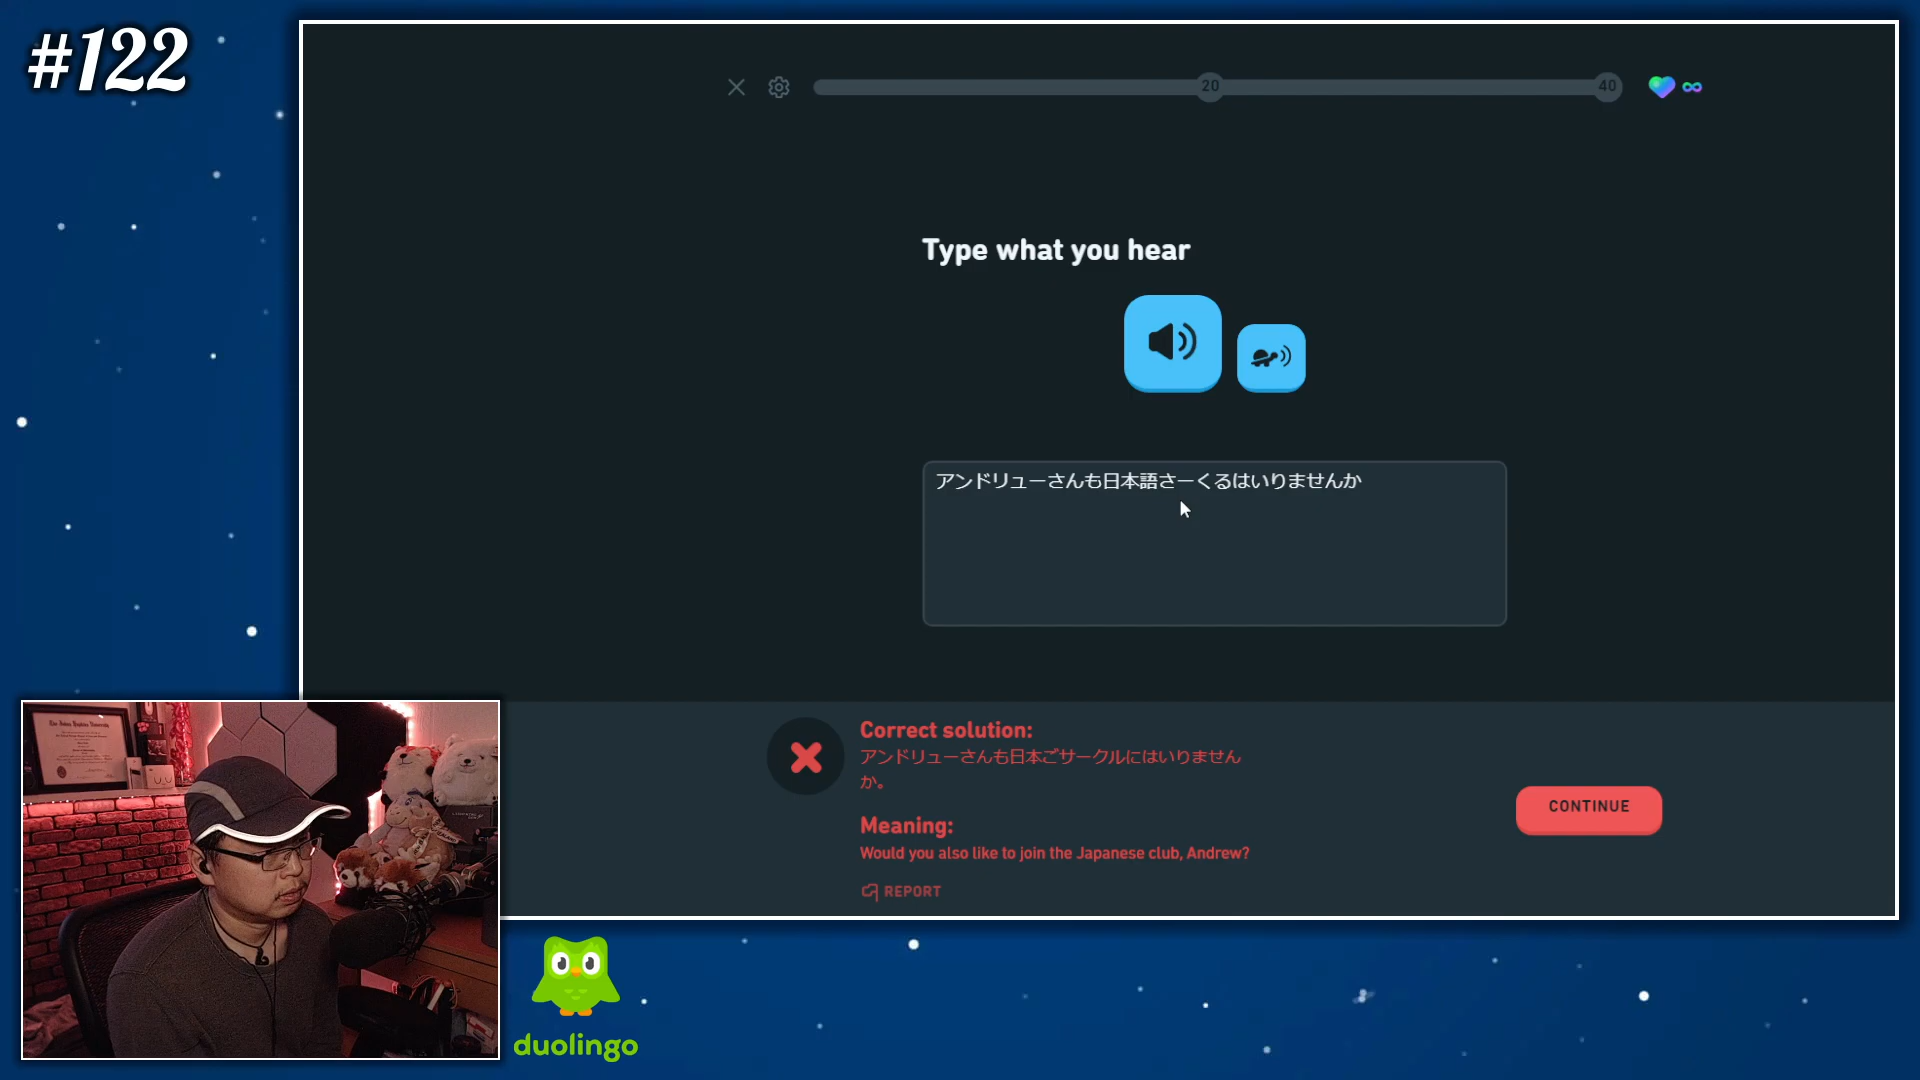 #122
20
40
Type what you hear
アンドリューさんも日本語さーくるはいりませんか
Correct solution:
アンドリューさんも日本ごサークルにはいりません
か。
Meaning:
Would you also like to join the Japanese club, Andrew?
REPORT
CONTINUE
duolingo